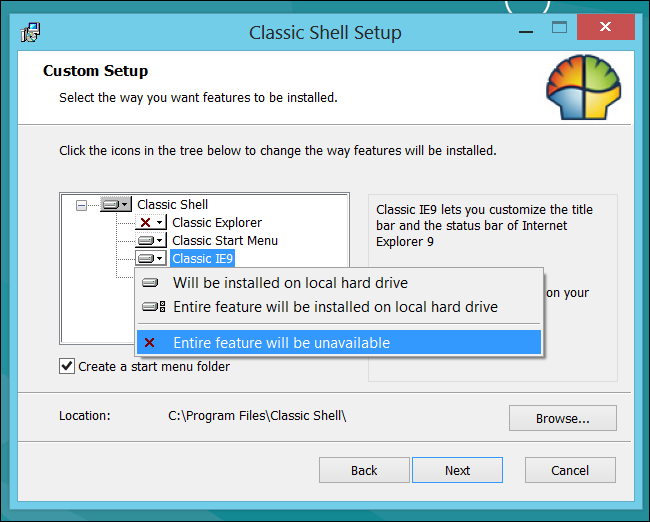 Classic Shell Setup
Custom Setup
Select the way you want features to be installed.
Click the icons in the tree below to change the way features will be installed.
Classic Shell
Classic Explorer
Classic Start Menu
Classic IE9
Classic IE9 lets you customize the title
bar and the status bar of Internet
Explorer 9
on your
Will be installed on local hard drive
Entire feature will be installed on local hard drive
Entire feature will be unavailable
Create a start menu folder
Location:
C:\Program Files\Classic Shell\
Browse...
Back
Next
Cancel